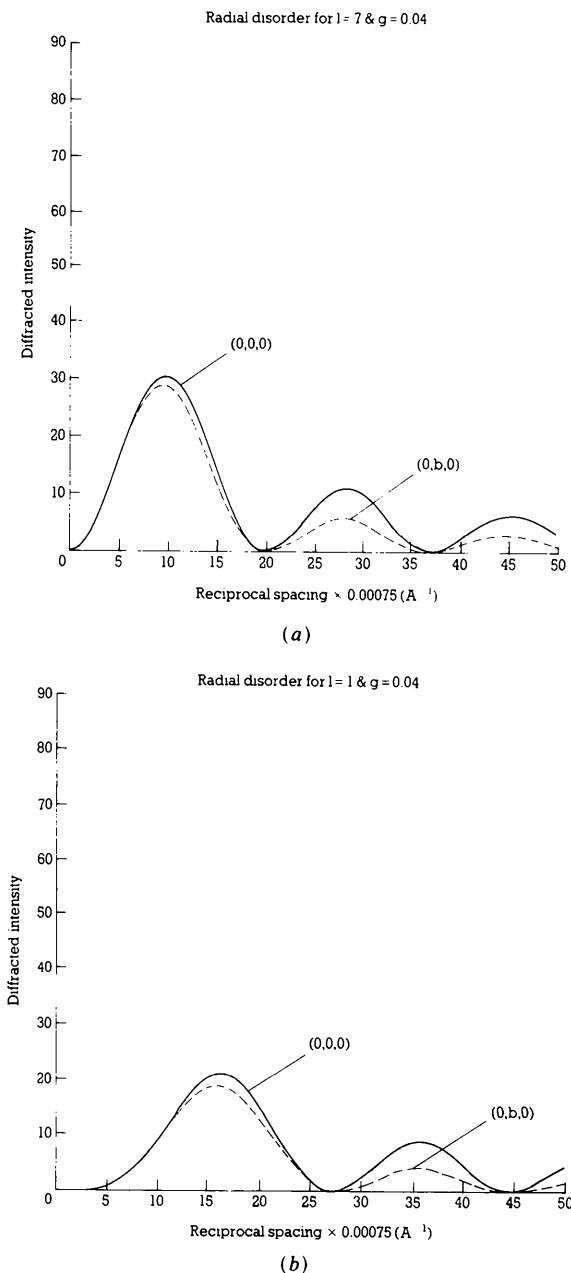 Radial disorder for l = 7 & g = 0.04
90
80
70
60
50
40
30
20
10
0
Diffracted intensity
(0,0,0)
(0,b,0)
5 10 15 20 25 30 35 40 45 50
Reciprocal spacing × 0.00075 (A⁻¹)
(a)
Radial disorder for l = 1 & g = 0.04
90
80
70
60
50
40
30
20
10
0
Diffracted intensity
(0,0,0)
(0,b,0)
0 5 10 15 20 25 30 35 40 45 50
Reciprocal spacing × 0.00075 (A⁻¹)
(b)